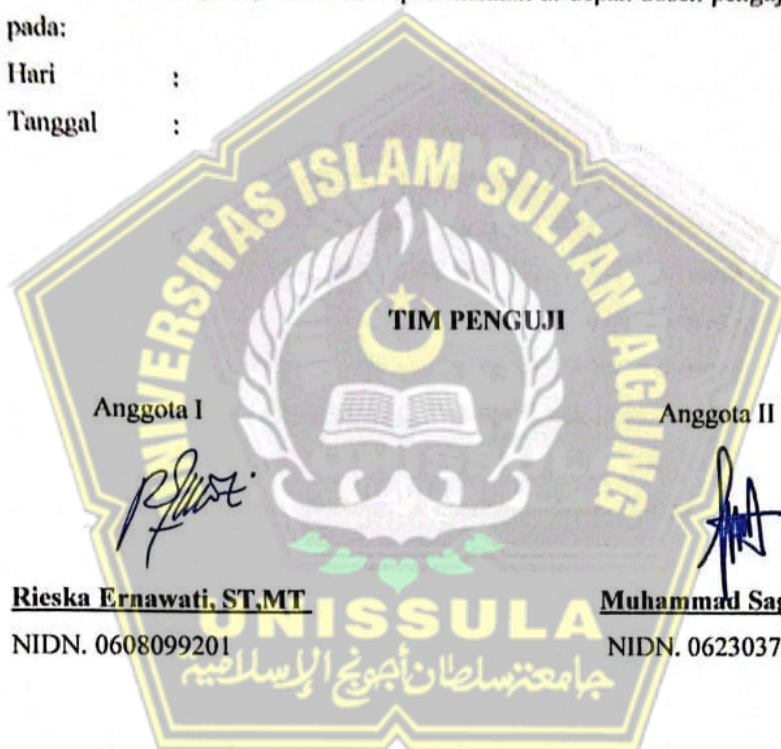 pada:
Hari :
Tanggal :
UNIVERSITAS ISLAM SULTAN AGUNG
TIM PENGUJI
Anggota I Anggota II
Rieska Ernawati, ST,MT Muhammad
NIDN. 0608099201 NIDN. 0623037
UNISSULA
جامعة سلطان أجونج الإسلامية